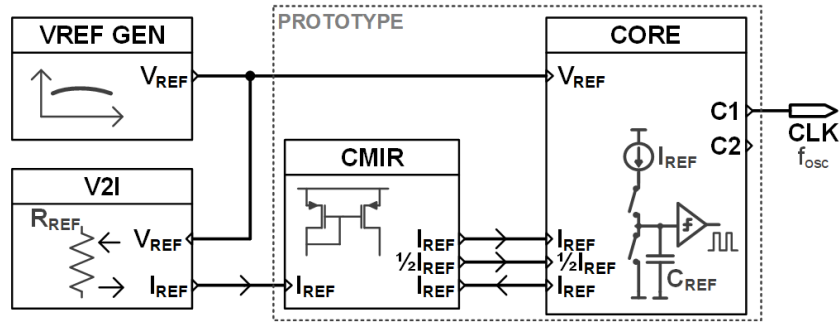 PROTOTYPE
VREF GEN
VREF
V2I
RREF
VREF
IREF
CMIR
IREF
IREF
½IREF
IREF
CORE
VREF
C1
C2
IREF
IREF
½IREF
IREF
CREF
CLK
fosc